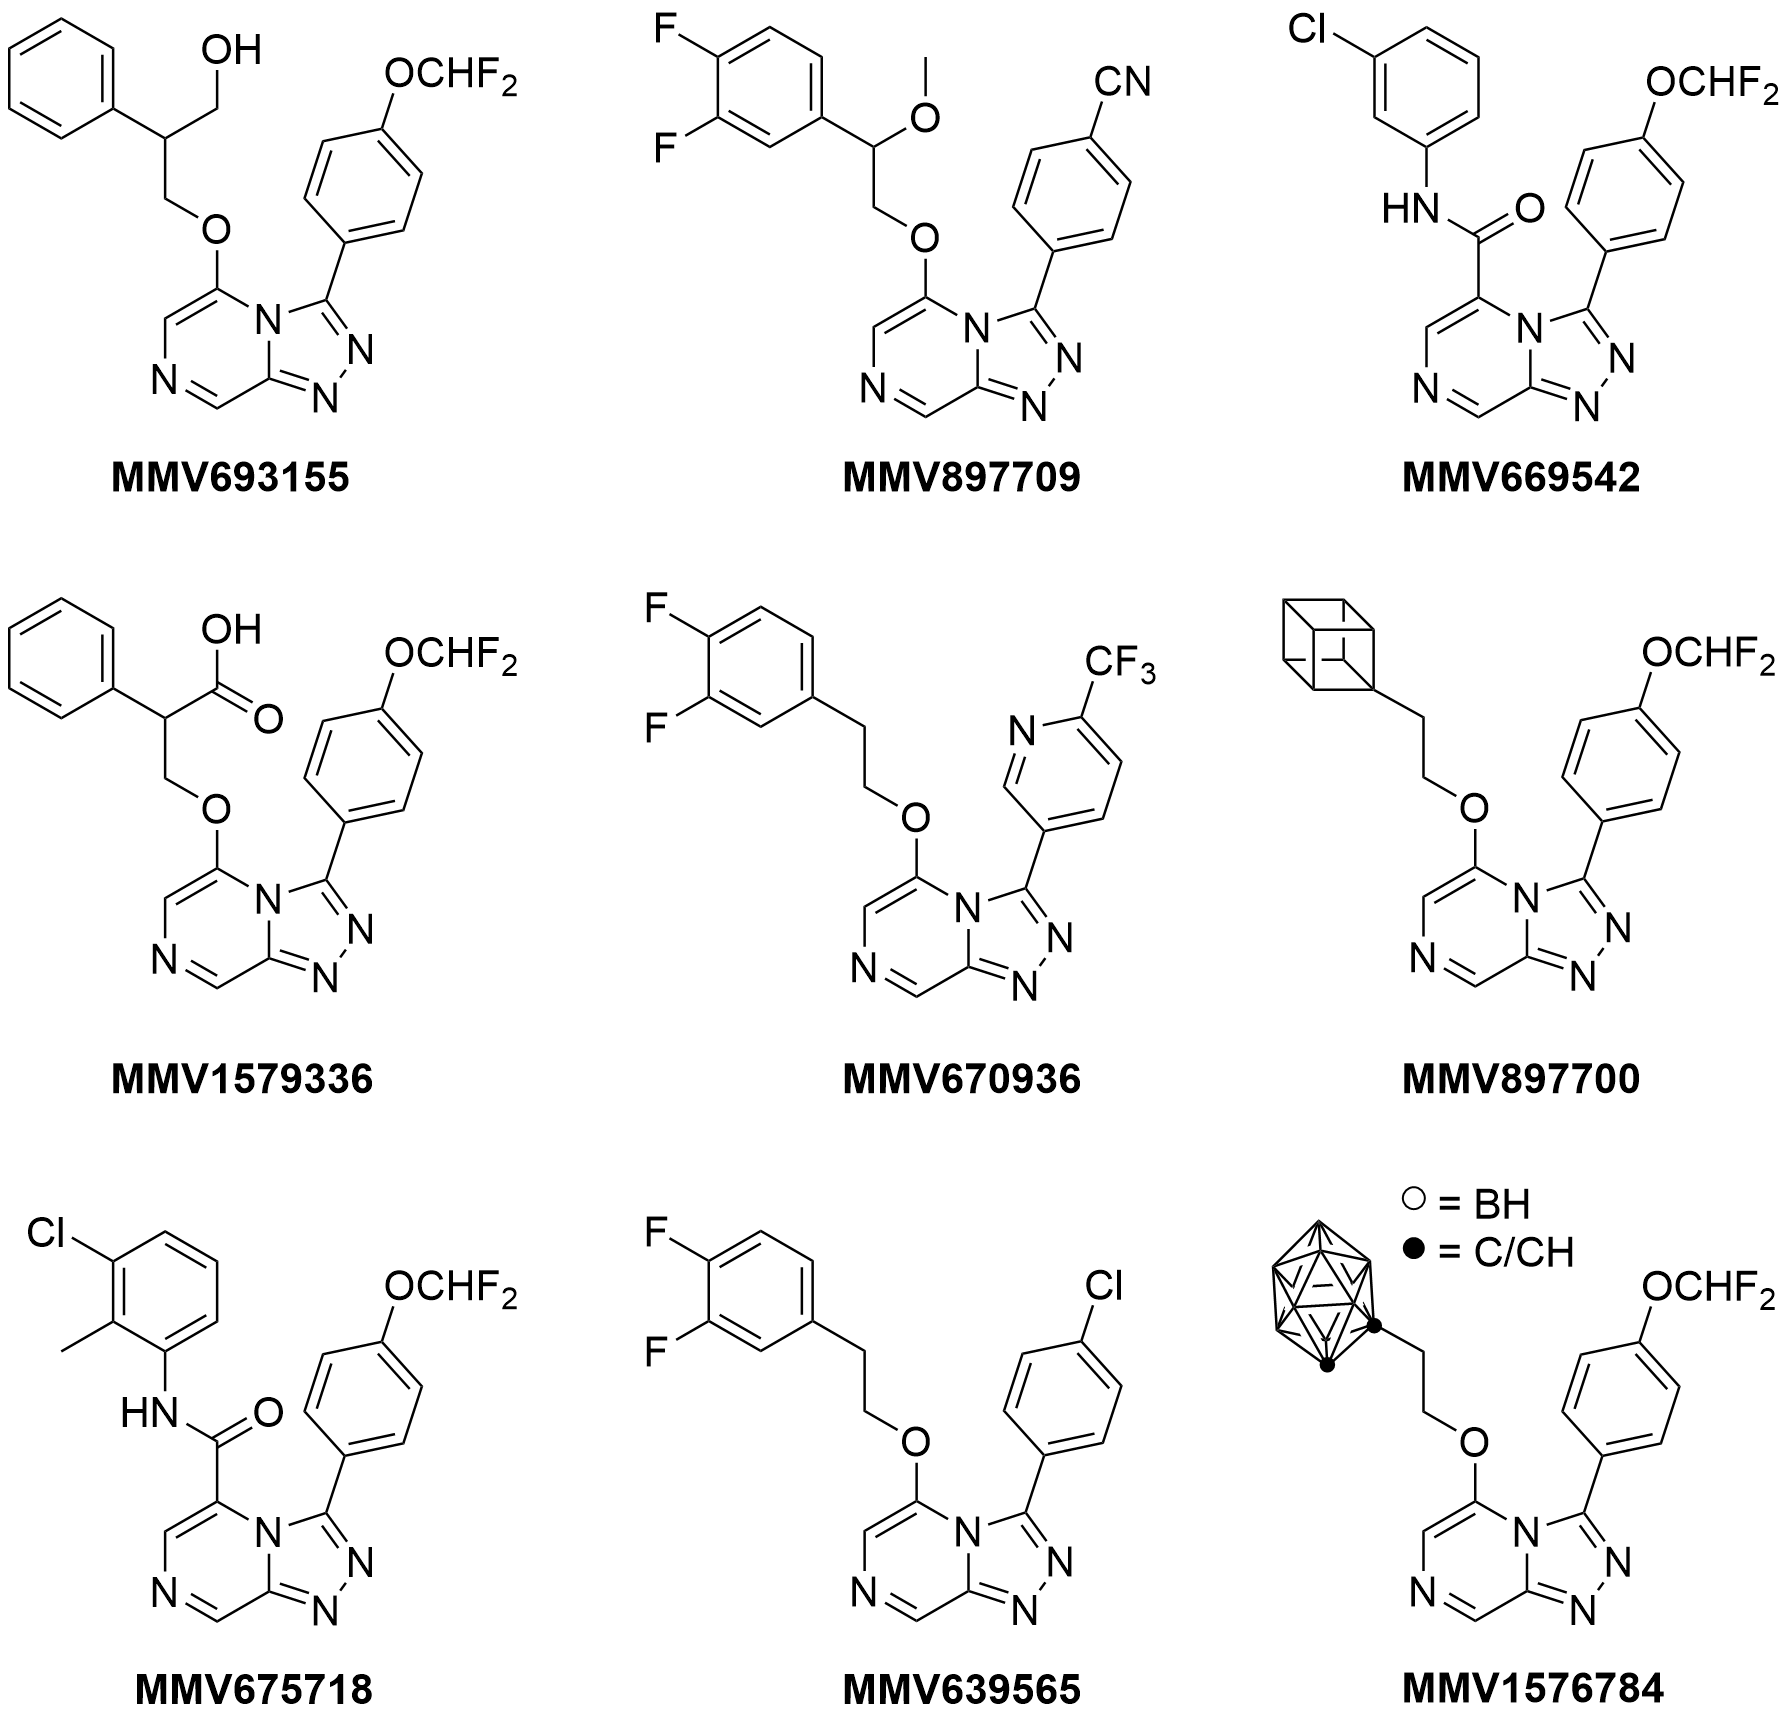 OH
OCHF2
O
N
N
N
N
MMV693155
F
F
O
CN
O
N
N
N
N
MMV897709
Cl
OCHF2
HN
O
N
N
N
N
MMV669542
OH
O
OCHF2
O
N
N
N
N
MMV1579336
F
F
CF3
N
O
N
N
N
N
MMV670936
OCHF2
O
N
N
N
N
MMV897700
Cl
OCHF2
HN
O
N
N
N
N
MMV675718
F
F
Cl
O
N
N
N
N
MMV639565
= BH
= C/CH
OCHF2
O
N
N
N
N
MMV1576784